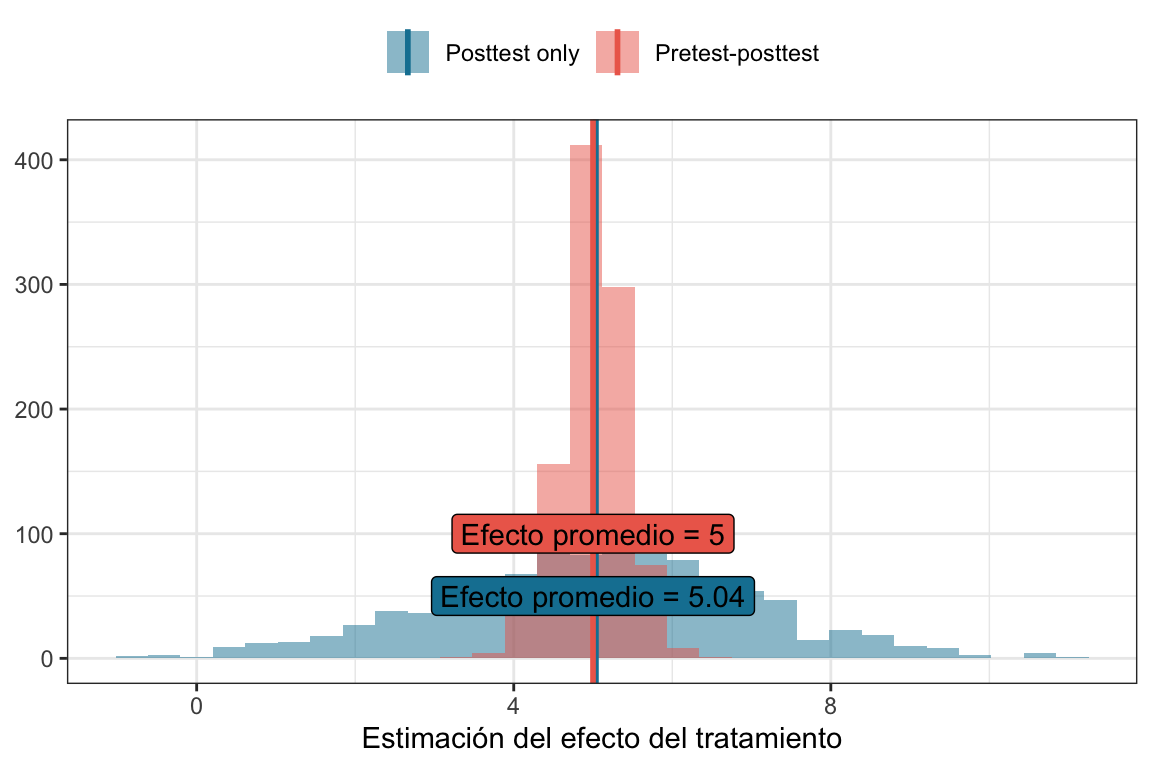 Posttest only Pretest-posttest
400
300
200
100
0
Efecto promedio = 5
Efecto promedio = 5.04
0 4 8
Estimación del efecto del tratamiento